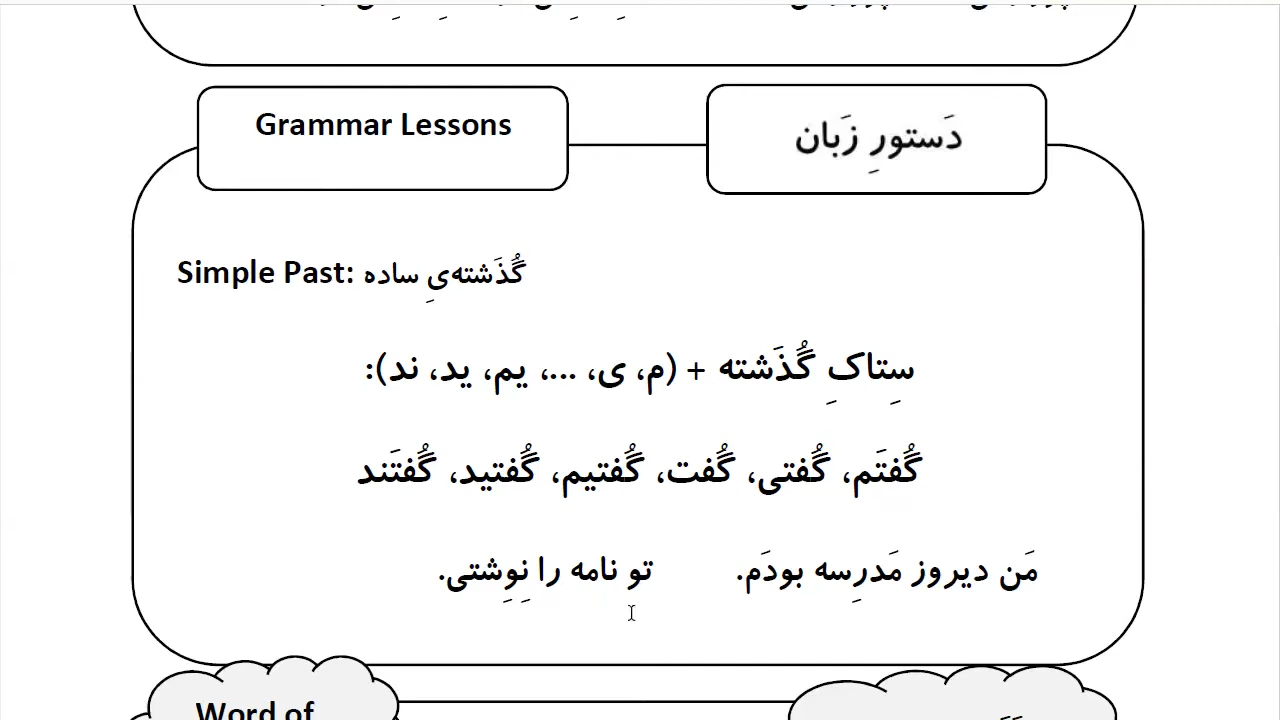 Grammar Lessons
دَستورِ زَبان
Simple Past: گُذَشته‌یِ ساده
سِتاکِ گُذَشته + (م، ی، ...، یم، ید، ند):
گُفتَم، گُفتی، گُفت، گُفتیم، گُفتید، گُفتَند
مَن دیروز مَدرِسه بودَم. تو نامه را نِوِشتی.
Word of